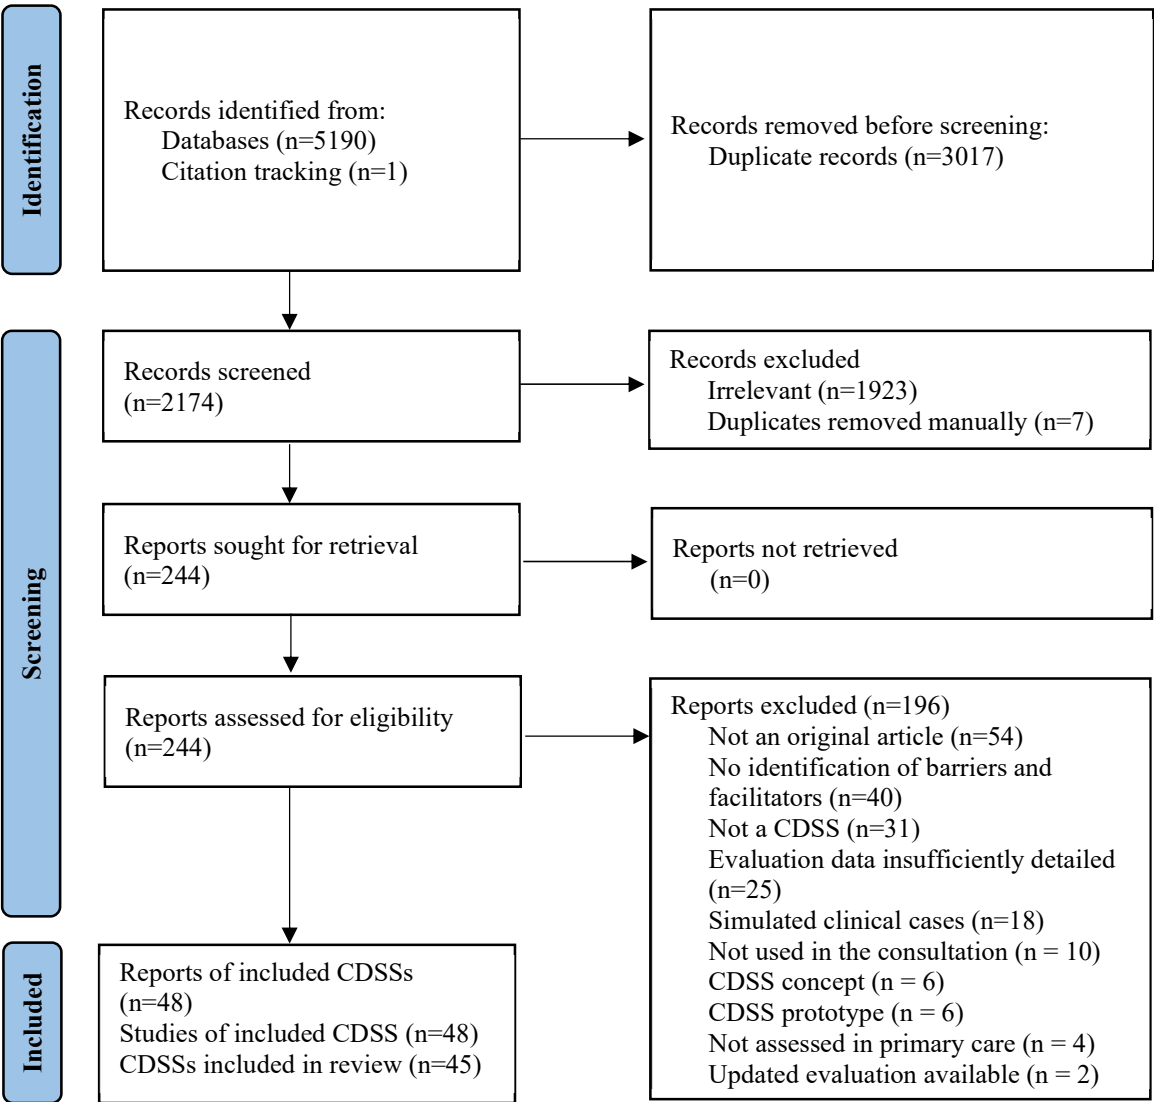 Identification
Records identified from:
Databases (n=5190)
Citation tracking (n=1)
Records removed before screening:
Duplicate records (n=3017)
Screening
Records screened
(n=2174)
Records excluded
Irrelevant (n=1923)
Duplicates removed manually (n=7)
Reports sought for retrieval
(n=244)
Reports not retrieved
(n=0)
Reports assessed for eligibility
(n=244)
Reports excluded (n=196)
Not an original article (n=54)
No identification of barriers and
facilitators (n=40)
Not a CDSS (n=31)
Evaluation data insufficiently detailed
(n=25)
Simulated clinical cases (n=18)
Not used in the consultation (n = 10)
CDSS concept (n = 6)
CDSS prototype (n = 6)
Not assessed in primary care (n = 4)
Updated evaluation available (n = 2)
Included
Reports of included CDSSs
(n=48)
Studies of included CDSS (n=48)
CDSSs included in review (n=45)